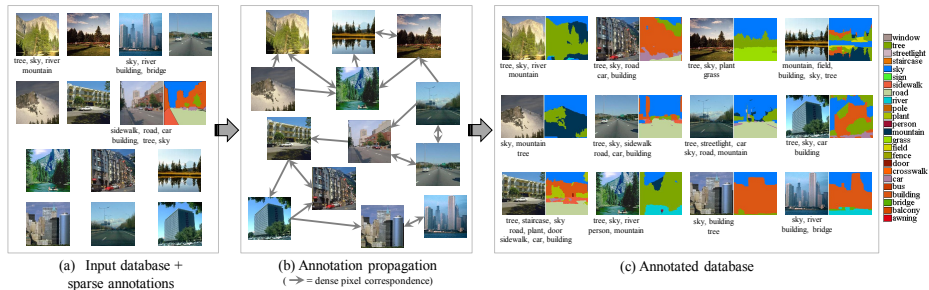 tree, sky, river
mountain
sky, river
building, bridge
sidewalk, road, car
building, tree, sky
(a) Input database +
sparse annotations
(b) Annotation propagation
( = dense pixel correspondence)
tree, sky, river
mountain
tree, sky, road
car, building
tree, sky, plant
grass
mountain, field,
building, sky, tree
sky, mountain
tree
tree, sky, sidewalk
road, car, building
tree, streetlight, car
sky, road, mountain
tree, sky, car
building
tree, staircase, sky
road, plant, door
sidewalk, car, building
tree, sky, river
person, mountain
sky, building
tree
sky, river
building, bridge
(c) Annotated database
window
tree
streetlight
staircase
sky
sign
sidewalk
road
river
pole
plant
person
mountain
grass
field
fence
door
crosswalk
car
bus
building
bridge
balcony
awning